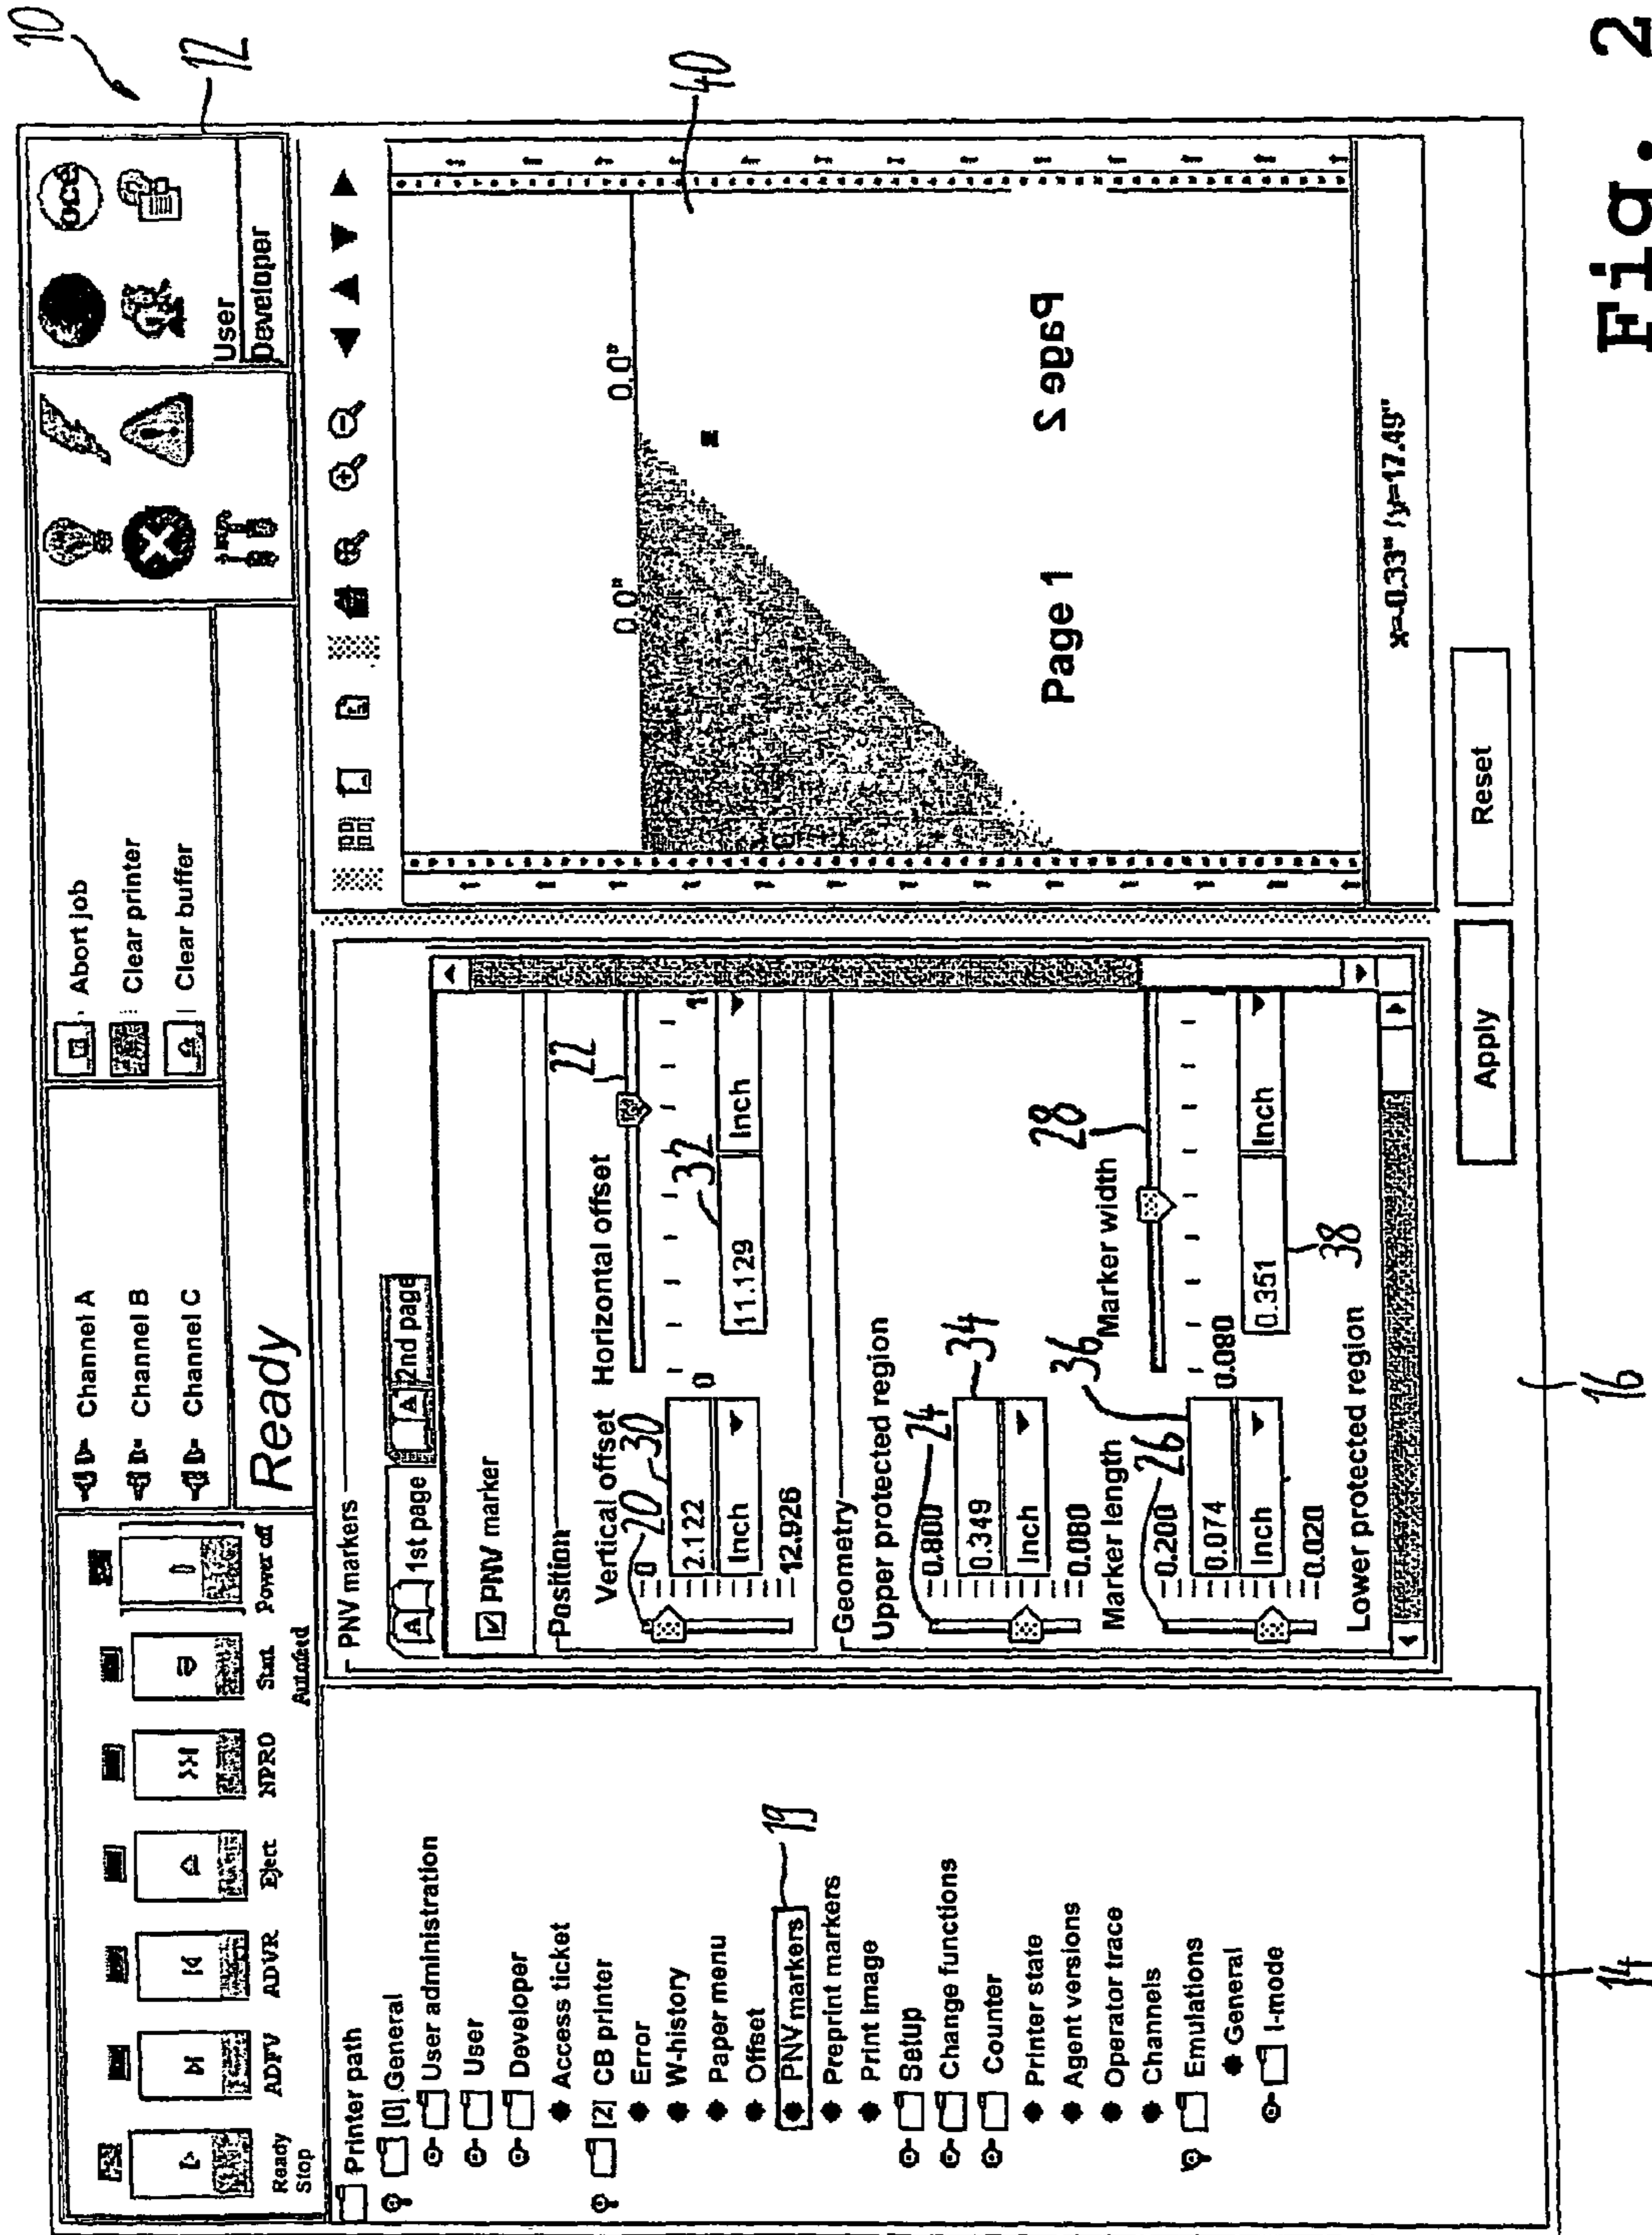 10
12
Ready
Stop
ADFV
ADVR
Eject
NPRO
Start
Autofeed
Power off
Channel A
Channel B
Channel C
Ready
Abort job
Clear printer
Clear buffer
océ
User
Developer
Printer path
[0] General
User administration
User
Developer
Access ticket
[2] CB printer
Error
W-history
Paper menu
Offset
PNV markers
19
Preprint markers
Print Image
Setup
Change functions
Counter
Printer state
Agent versions
Operator trace
Channels
Emulations
General
I-mode
14
PNV markers
A 1st page
A 2nd page
PNV marker
Position
Vertical offset
20
30
0
2.122
Inch
12.926
Horizontal offset
22
0
32
11.129
Inch
Geometry
Upper protected region
24
0.800
0.349
34
Inch
0.080
Marker length
26
36
0.200
0.074
Inch
0.020
Marker width
28
0.080
0.351
Inch
38
Lower protected region
16
0.0"
0.0"
40
Page 1
Page 2
x=-0.33" / y=17.49"
Apply
Reset
Fig. 2